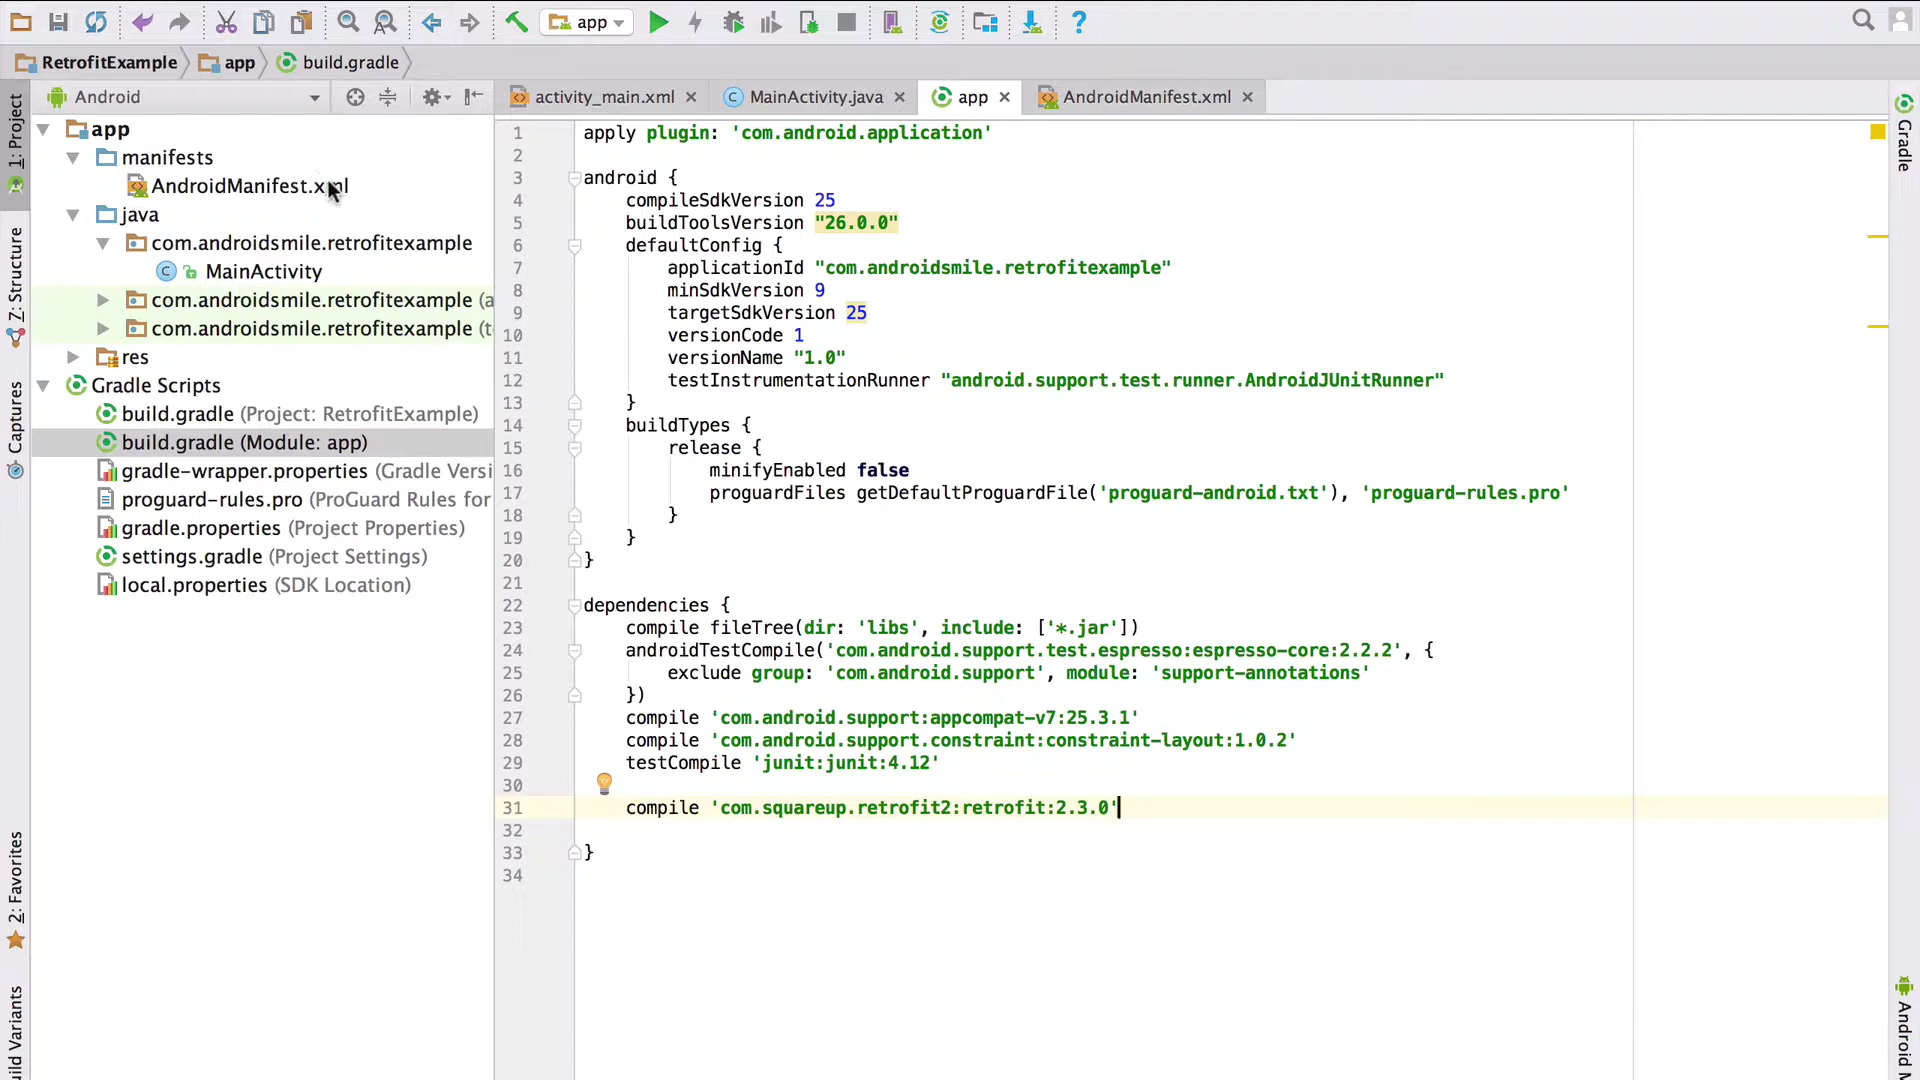 app
RetrofitExample
app
build.gradle
1: Project
Z: Structure
Captures
2: Favorites
Android
app
manifests
AndroidManifest.xml
java
com.androidsmile.retrofitexample
MainActivity
com.androidsmile.retrofitexample (a
com.androidsmile.retrofitexample (t
res
Gradle Scripts
build.gradle (Project: RetrofitExample)
build.gradle (Module: app)
gradle-wrapper.properties (Gradle Versi
proguard-rules.pro (ProGuard Rules for
gradle.properties (Project Properties)
settings.gradle (Project Settings)
local.properties (SDK Location)
activity_main.xml
MainActivity.java
app
AndroidManifest.xml
1 apply plugin: 'com.android.application'
2
3 android {
4 compileSdkVersion 25
5 buildToolsVersion "26.0.0"
6 defaultConfig {
7 applicationId "com.androidsmile.retrofitexample"
8 minSdkVersion 9
9 targetSdkVersion 25
10 versionCode 1
11 versionName "1.0"
12 testInstrumentationRunner "android.support.test.runner.AndroidJUnitRunner"
13 }
14 buildTypes {
15 release {
16 minifyEnabled false
17 proguardFiles getDefaultProguardFile('proguard-android.txt'), 'proguard-rules.pro'
18 }
19 }
20 }
21
22 dependencies {
23 compile fileTree(dir: 'libs', include: ['*.jar'])
24 androidTestCompile('com.android.support.test.espresso:espresso-core:2.2.2', {
25 exclude group: 'com.android.support', module: 'support-annotations'
26 })
27 compile 'com.android.support:appcompat-v7:25.3.1'
28 compile 'com.android.support.constraint:constraint-layout:1.0.2'
29 testCompile 'junit:junit:4.12'
30
31 compile 'com.squareup.retrofit2:retrofit:2.3.0'
32
33 }
34
Gradle
Android M
uild Variants